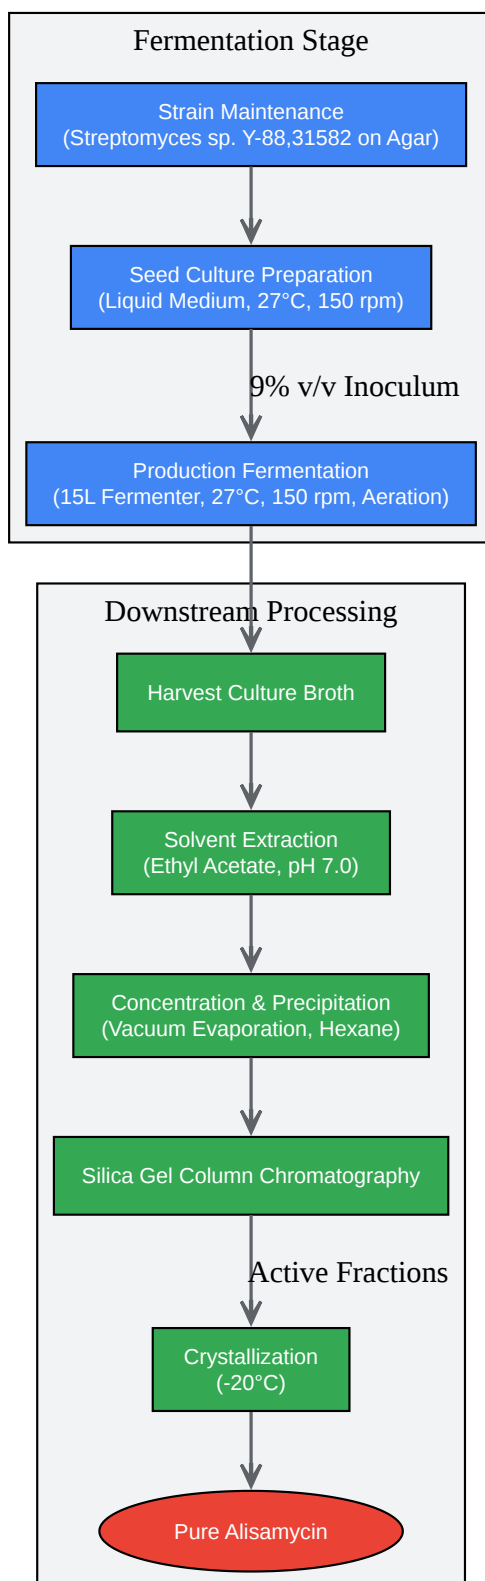 Fermentation Stage
Strain Maintenance
(Streptomyces sp. Y-88,31582 on Agar)
Seed Culture Preparation
(Liquid Medium, 27°C, 150 rpm)
9% v/v Inoculum
Production Fermentation
(15L Fermenter, 27°C, 150 rpm, Aeration)
Downstream Processing
Harvest Culture Broth
Solvent Extraction
(Ethyl Acetate, pH 7.0)
Concentration & Precipitation
(Vacuum Evaporation, Hexane)
Silica Gel Column Chromatography
Active Fractions
Crystallization
(-20°C)
Pure Alisamycin